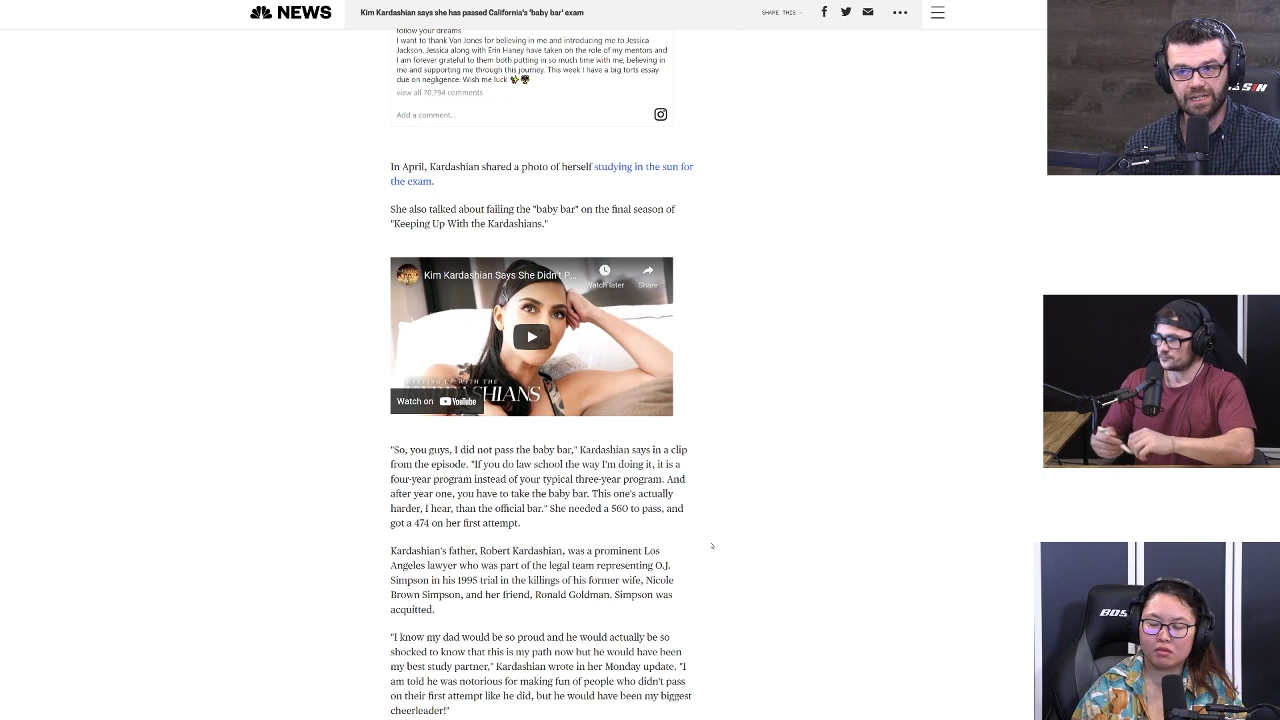 NEWS
Kim Kardashian says she has passed California's 'baby bar' exam
SHARE THIS
follow your dreams.
I want to thank Van Jones for believing in me and introducing me to Jessica
Jackson. Jessica along with Erin Haney have taken on the role of my mentors and
I am forever grateful to them both putting in so much time with me, believing in
me and supporting me through this journey. This week I have a big torts essay
due on negligence. Wish me luck
view all 70,794 comments
Add a comment...
In April, Kardashian shared a photo of herself studying in the sun for
the exam.
She also talked about failing the "baby bar" on the final season of
"Keeping Up With the Kardashians."
Kim Kardashian Says She Didn't P...
Watch later
Share
KEEPING UP WITH THE
KARDASHIANS
Watch on YouTube
"So, you guys, I did not pass the baby bar," Kardashian says in a clip
from the episode. "If you do law school the way I'm doing it, it is a
four-year program instead of your typical three-year program. And
after year one, you have to take the baby bar. This one's actually
harder, I hear, than the official bar." She needed a 560 to pass, and
got a 474 on her first attempt.
Kardashian's father, Robert Kardashian, was a prominent Los
Angeles lawyer who was part of the legal team representing O.J.
Simpson in his 1995 trial in the killings of his former wife, Nicole
Brown Simpson, and her friend, Ronald Goldman. Simpson was
acquitted.
"I know my dad would be so proud and he would actually be so
shocked to know that this is my path now but he would have been
my best study partner," Kardashian wrote in her Monday update. "I
am told he was notorious for making fun of people who didn't pass
on their first attempt like he did, but he would have been my biggest
cheerleader!"